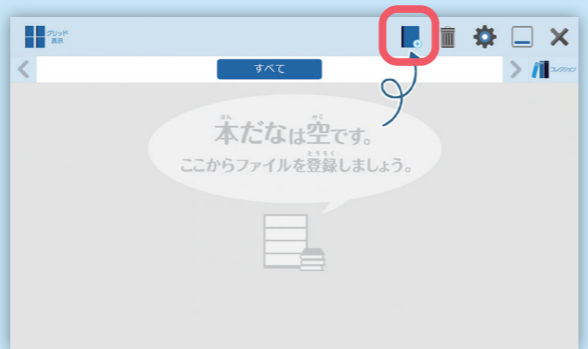 グリッド
表示
すべて
コレクション
本だなは空です。
ここからファイルを登録しましょう。